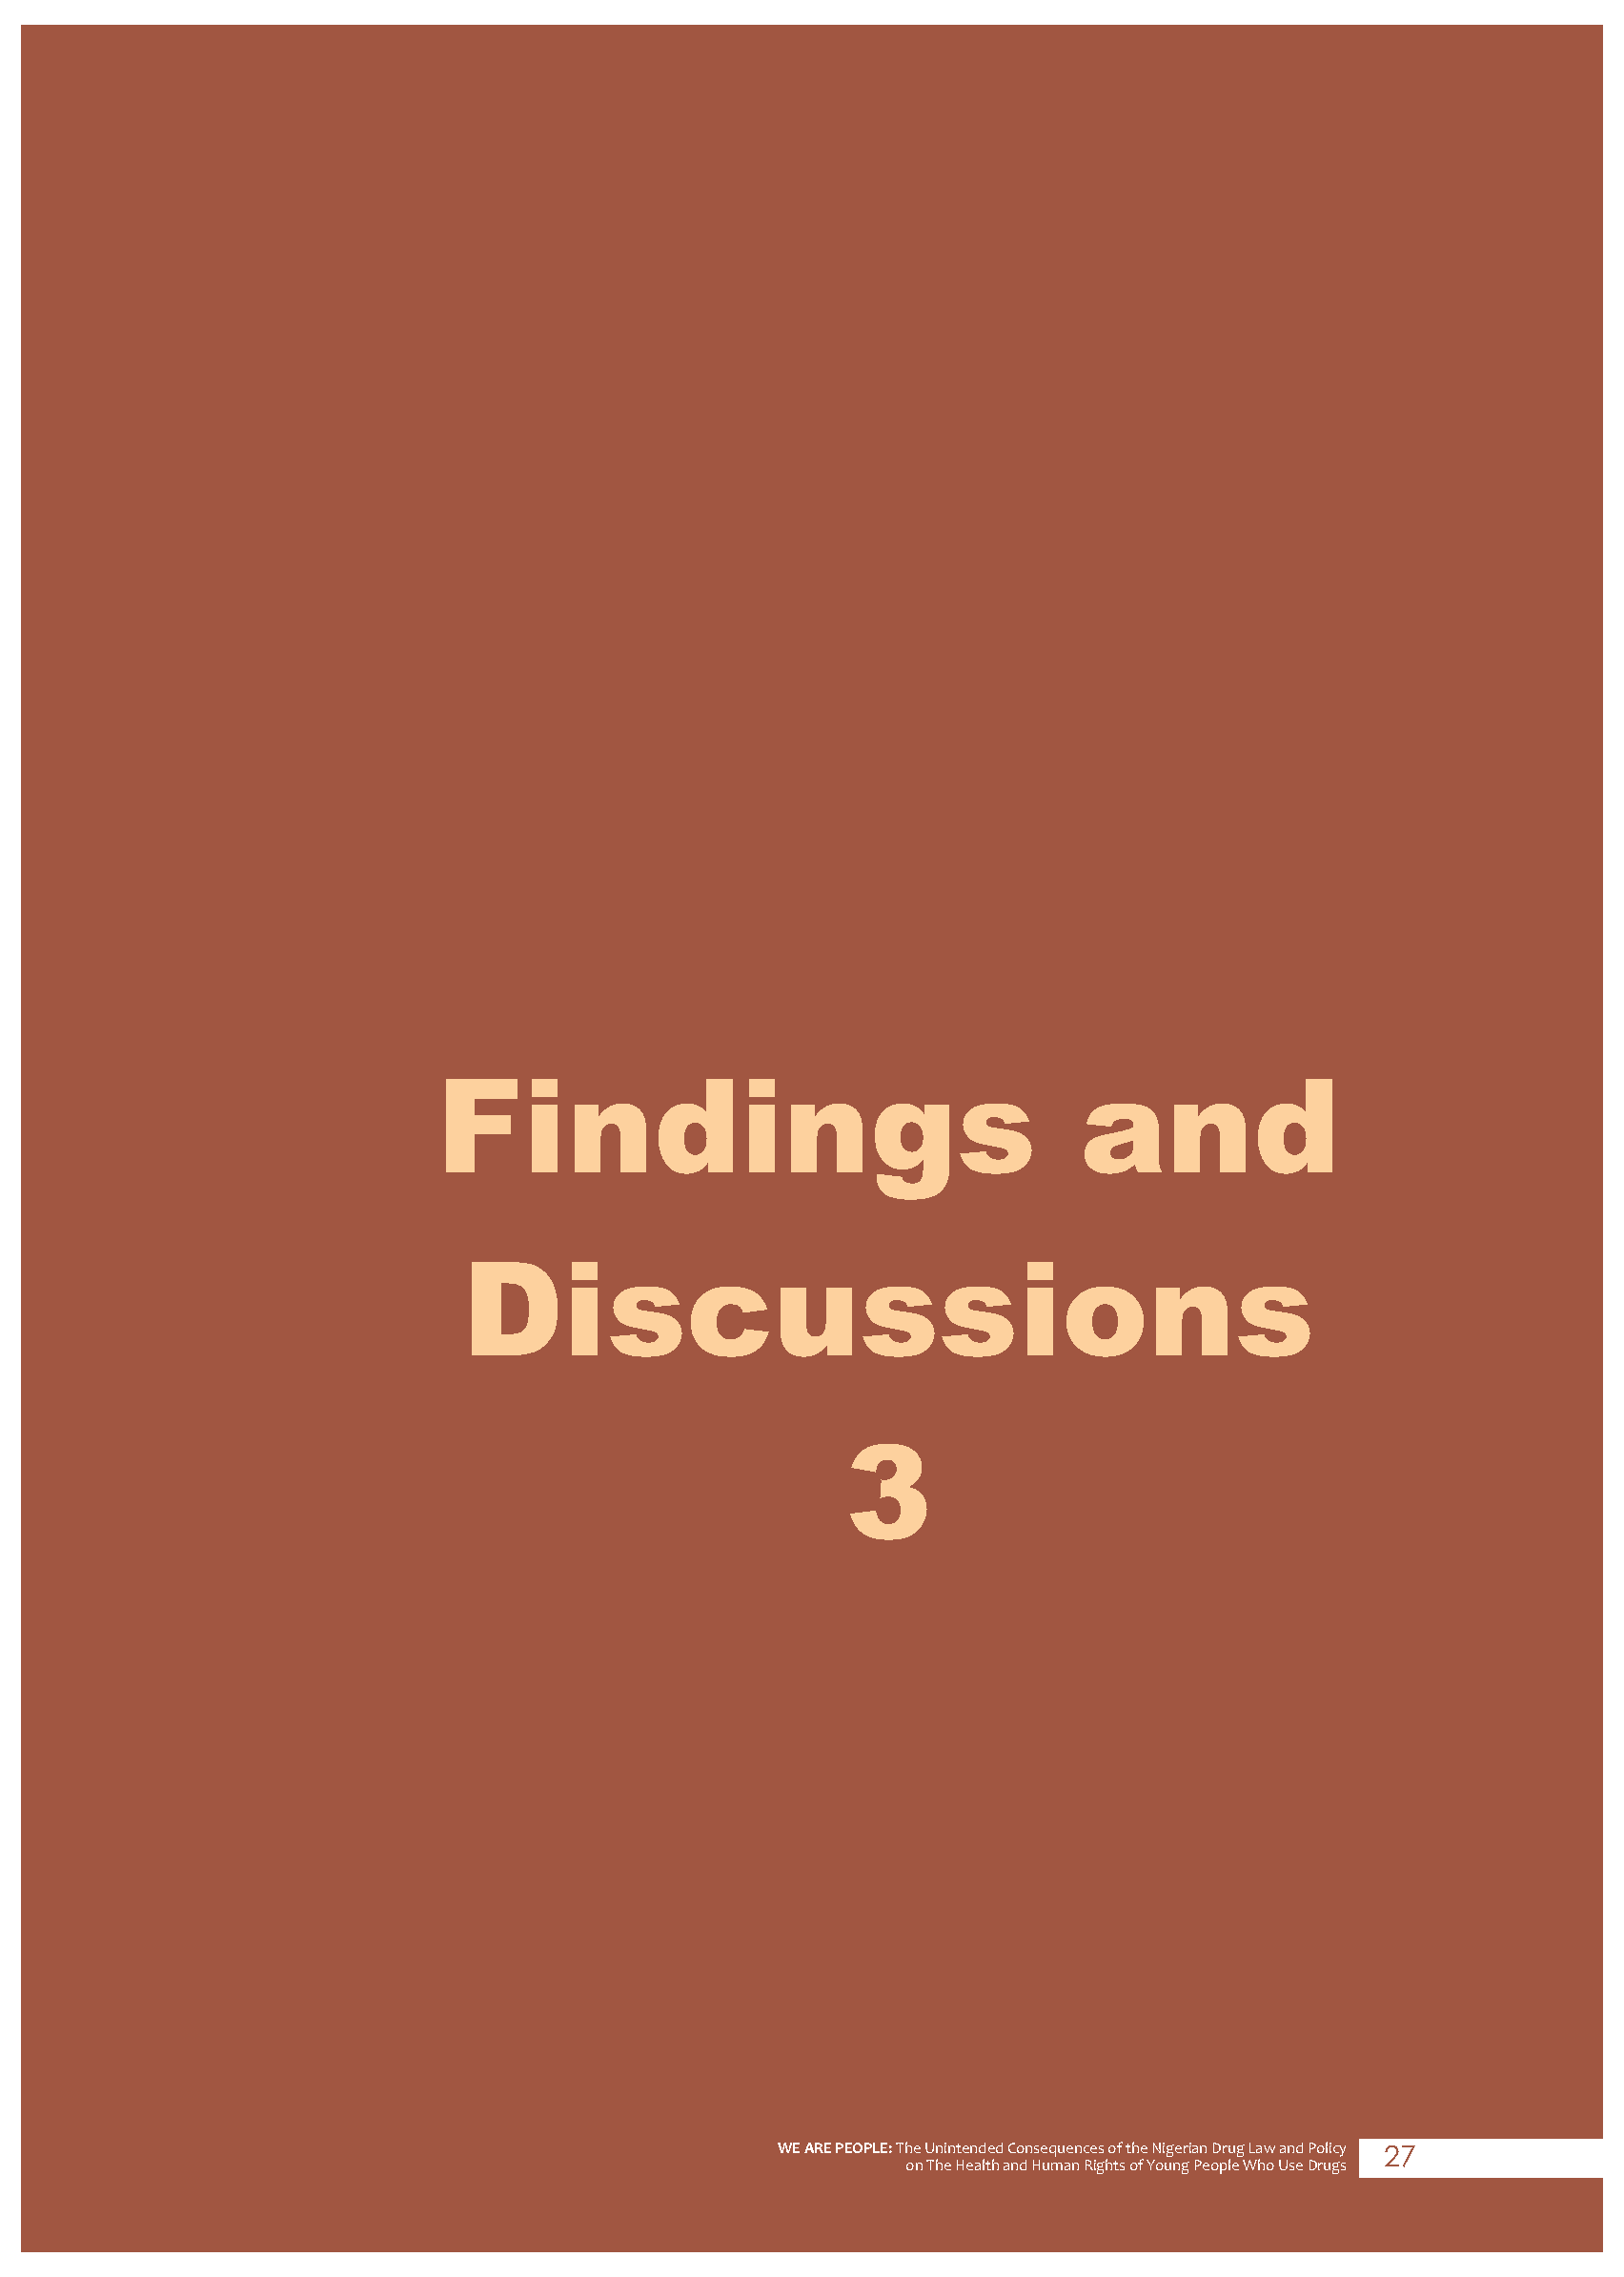 Findings and
Discussions
3
WE ARE PEOPLE: The Unintended Consequences of the Nigerian Drug Law and Policy
on The Health and Human Rights of Young People Who Use Drugs
27